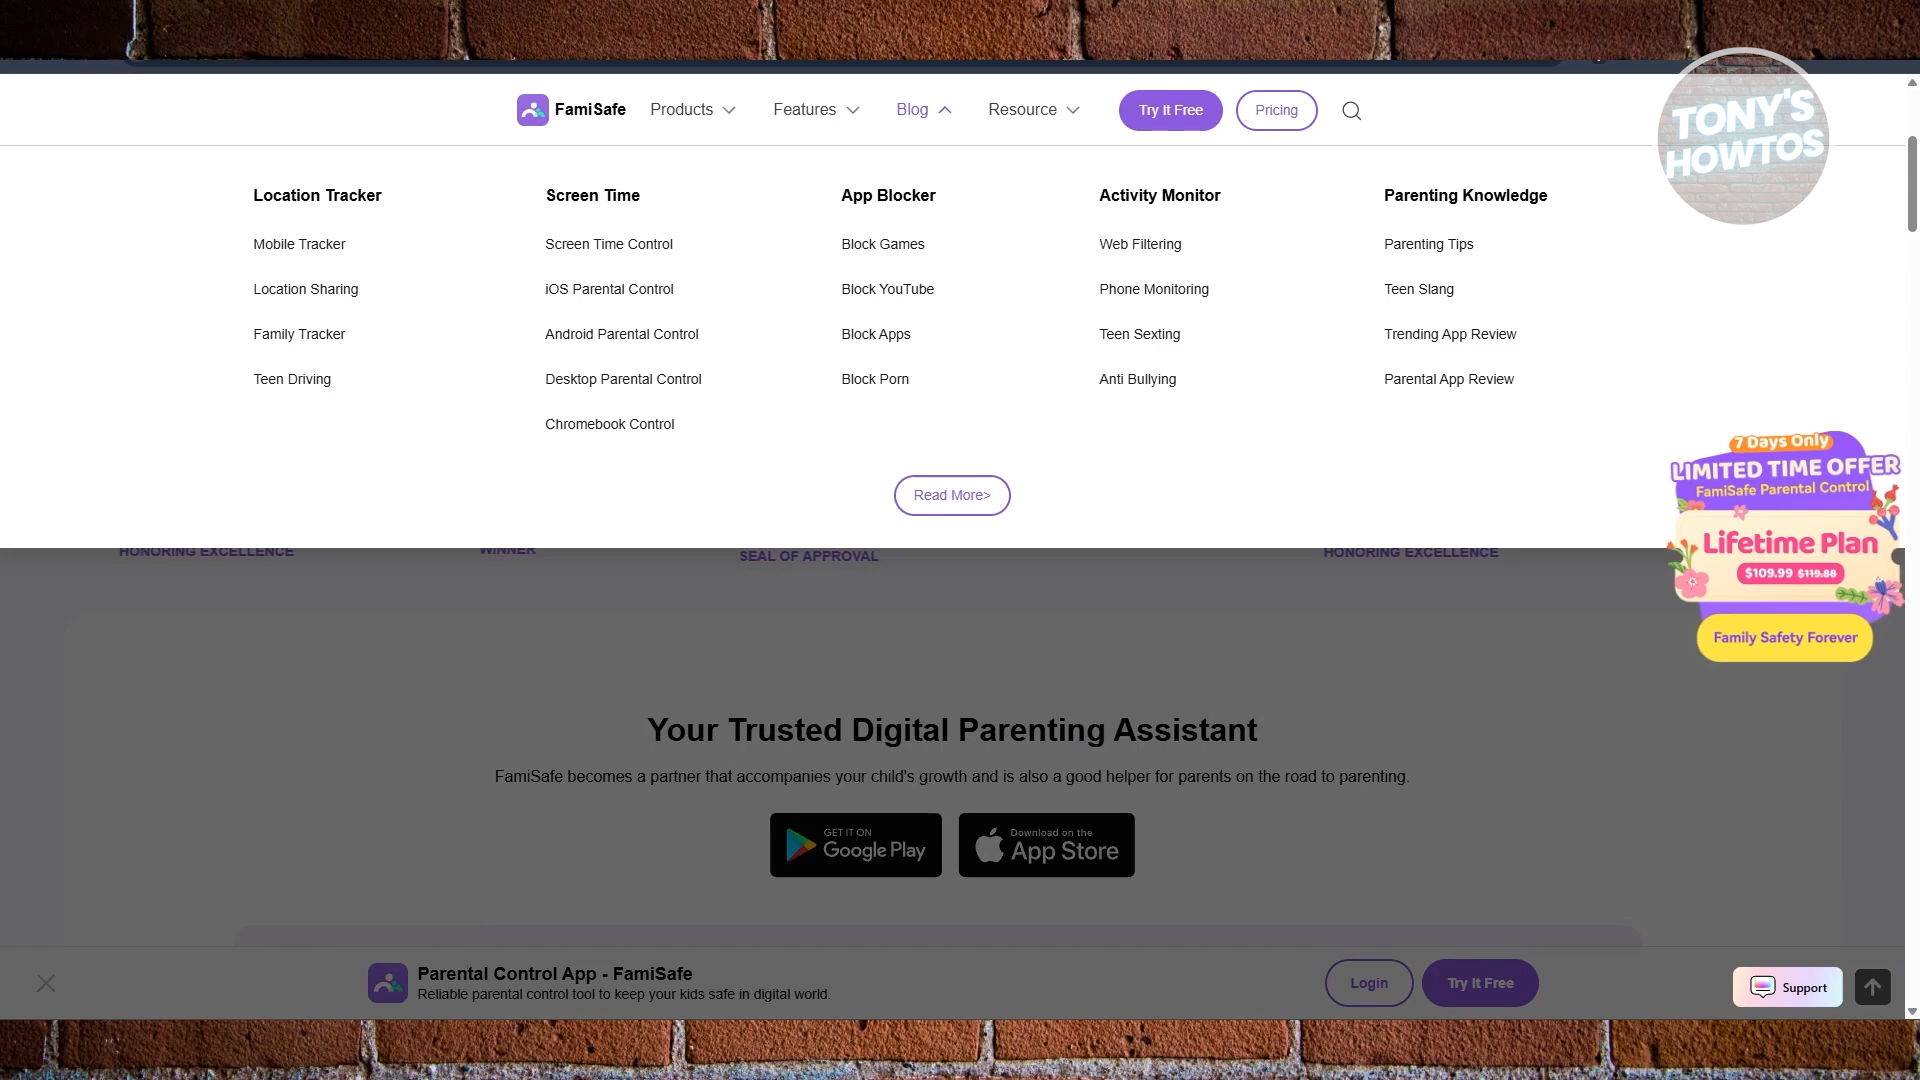 FamiSafe Products Features Blog Resource Try It Free Pricing
TONY'S
HOWTOS
Location Tracker Screen Time App Blocker Activity Monitor Parenting Knowledge
Mobile Tracker Screen Time Control Block Games Web Filtering Parenting Tips
Location Sharing iOS Parental Control Block YouTube Phone Monitoring Teen Slang
Family Tracker Android Parental Control Block Apps Teen Sexting Trending App Review
Teen Driving Desktop Parental Control Block Porn Anti Bullying Parental App Review
Chromebook Control
Read More>
7 Days Only
LIMITED TIME OFFER
FamiSafe Parental Control
Lifetime Plan
$109.99 $119.88
Family Safety Forever
HONORING EXCELLENCE WINNER SEAL OF APPROVAL HONORING EXCELLENCE
Your Trusted Digital Parenting Assistant
FamiSafe becomes a partner that accompanies your child's growth and is also a good helper for parents on the road to parenting.
GET IT ON
Google Play
Download on the
App Store
Parental Control App - FamiSafe
Reliable parental control tool to keep your kids safe in digital world.
Login Try It Free
Support